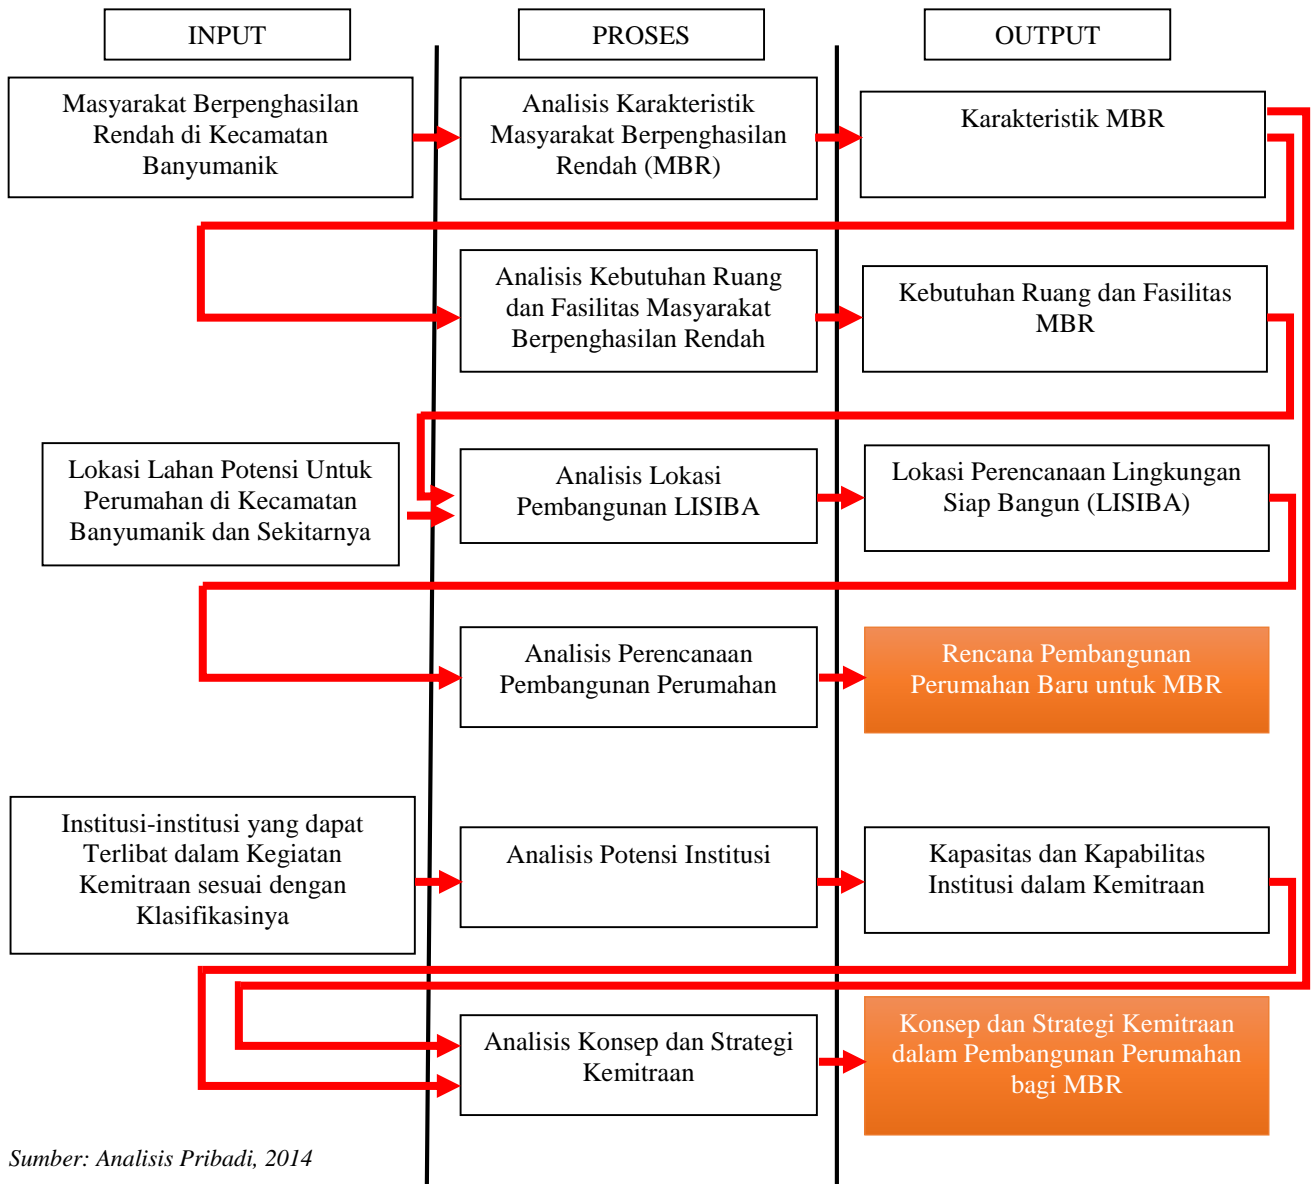 INPUT
PROSES
OUTPUT
Masyarakat Berpenghasilan
Rendah di Kecamatan
Banyumanik
Analisis Karakteristik
Masyarakat Berpenghasilan
Rendah (MBR)
Karakteristik MBR
Analisis Kebutuhan Ruang
dan Fasilitas Masyarakat
Berpenghasilan Rendah
Kebutuhan Ruang dan Fasilitas
MBR
Lokasi Lahan Potensi Untuk
Perumahan di Kecamatan
Banyumanik dan Sekitarnya
Analisis Lokasi
Pembangunan LISIBA
Lokasi Perencanaan Lingkungan
Siap Bangun (LISIBA)
Analisis Perencanaan
Pembangunan Perumahan
Rencana Pembangunan
Perumahan Baru untuk MBR
Institusi-institusi yang dapat
Terlibat dalam Kegiatan
Kemitraan sesuai dengan
Klasifikasinya
Analisis Potensi Institusi
Kapasitas dan Kapabilitas
Institusi dalam Kemitraan
Analisis Konsep dan Strategi
Kemitraan
Konsep dan Strategi Kemitraan
dalam Pembangunan Perumahan
bagi MBR
Sumber: Analisis Pribadi, 2014